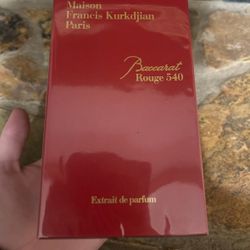 Maison
Francis Kurkdjian
Paris
Baccarat
Rouge 540
Extrait de parfum